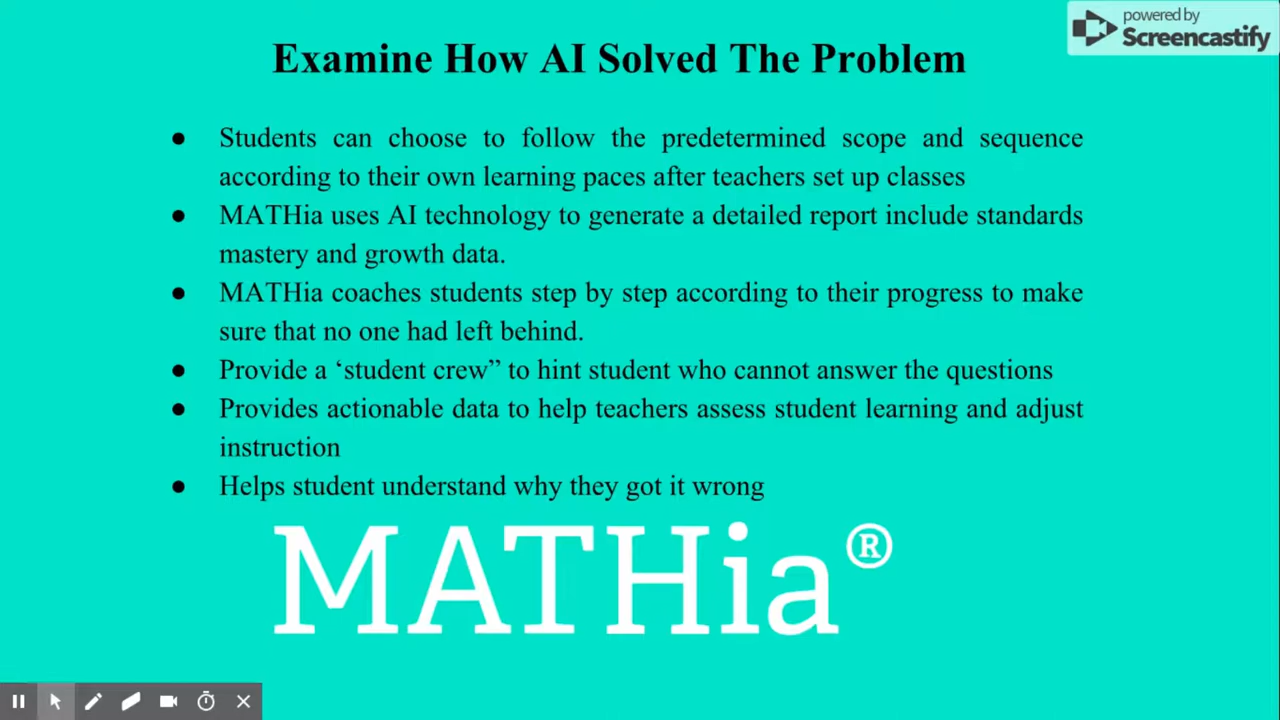 powered by
Screencastify
Examine How AI Solved The Problem
● Students can choose to follow the predetermined scope and sequence
according to their own learning paces after teachers set up classes
● MATHia uses AI technology to generate a detailed report include standards
mastery and growth data.
● MATHia coaches students step by step according to their progress to make
sure that no one had left behind.
● Provide a ‘student crew” to hint student who cannot answer the questions
● Provides actionable data to help teachers assess student learning and adjust
instruction
● Helps student understand why they got it wrong
MATHia®